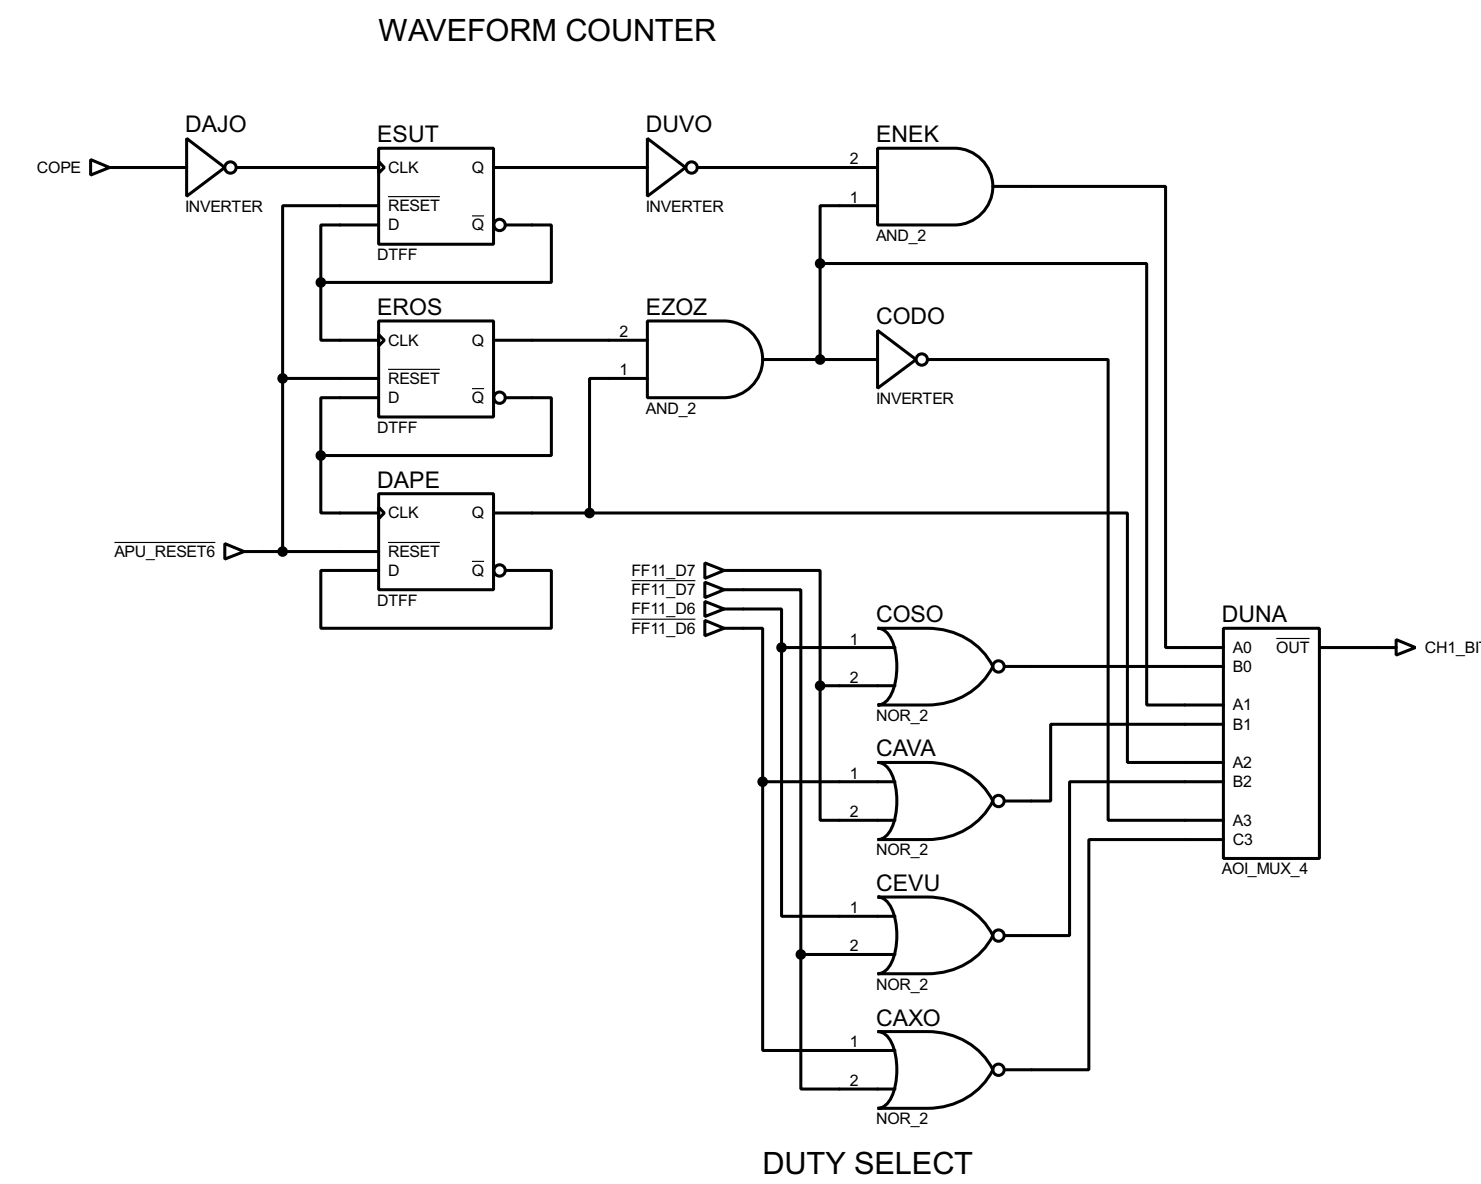 WAVEFORM COUNTER
DAJO
COPE
INVERTER
ESUT
CLK Q
RESET
D Q
DTFF
DUVO
INVERTER
ENEK
2
1
AND_2
EROS
CLK Q
RESET
D Q
DTFF
EZOZ
2
1
AND_2
CODO
INVERTER
DAPE
CLK Q
RESET
D Q
DTFF
APU_RESET6
FF11_D7
FF11_D7
FF11_D6
FF11_D6
COSO
1
2
NOR_2
CAVA
1
2
NOR_2
CEVU
1
2
NOR_2
CAXO
1
2
NOR_2
DUNA
A0 OUT
B0
A1
B1
A2
B2
A3
C3
AOI_MUX_4
DUTY SELECT